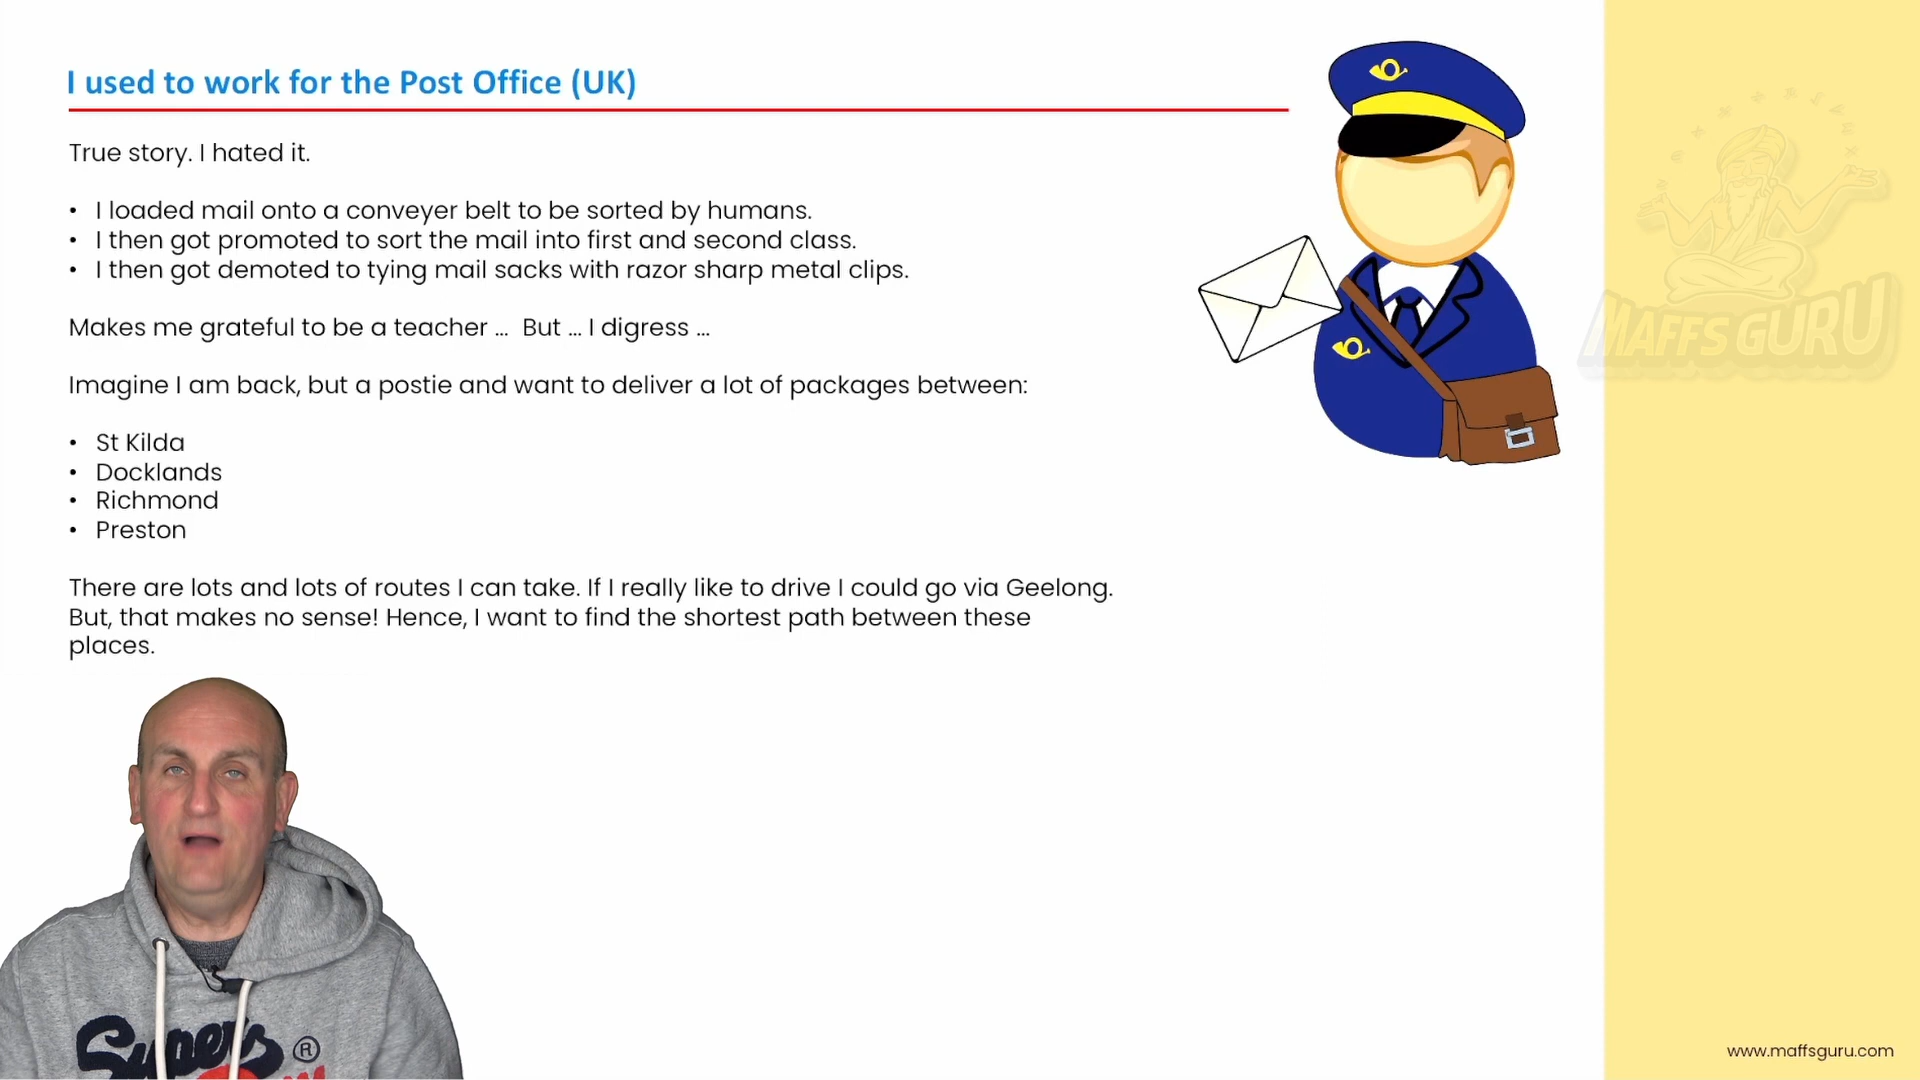 I used to work for the Post Office (UK)
True story. I hated it.
• I loaded mail onto a conveyer belt to be sorted by humans.
• I then got promoted to sort the mail into first and second class.
• I then got demoted to tying mail sacks with razor sharp metal clips.
Makes me grateful to be a teacher ... But ... I digress ...
Imagine I am back, but a postie and want to deliver a lot of packages between:
• St Kilda
• Docklands
• Richmond
• Preston
There are lots and lots of routes I can take. If I really like to drive I could go via Geelong.
But, that makes no sense! Hence, I want to find the shortest path between these
places.
MAFFS GURU
®
www.maffsguru.com